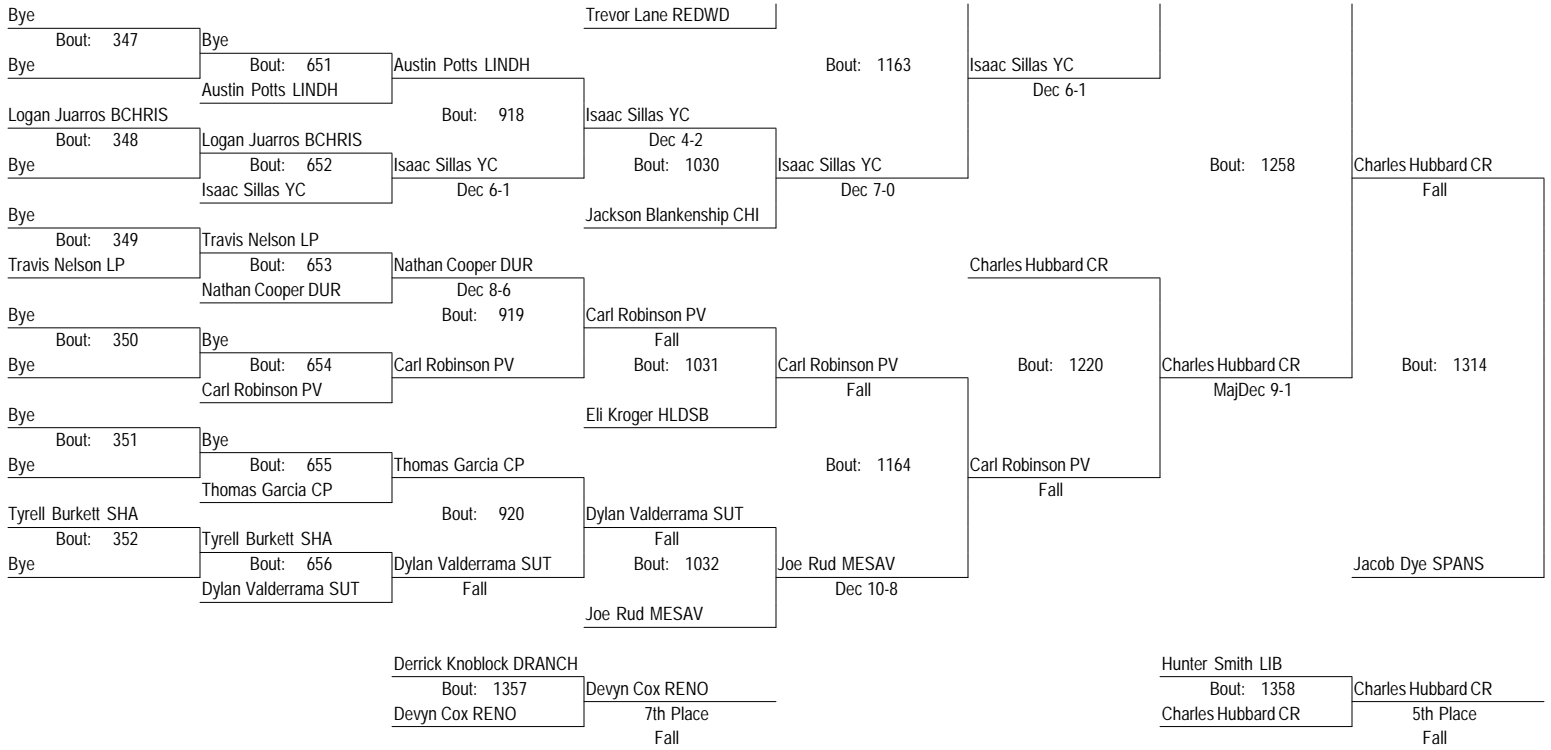 Bye Trevor Lane REDWD
Bout: 347 Bye
Bye Bout: 651 Austin Potts LINDH Bout: 1163 Isaac Sillas YC
Austin Potts LINDH Dec 6-1
Logan Juarros BCHRIS Bout: 918 Isaac Sillas YC
Bout: 348 Logan Juarros BCHRIS Dec 4-2
Bye Bout: 652 Isaac Sillas YC Bout: 1030 Isaac Sillas YC Bout: 1258 Charles Hubbard CR
Isaac Sillas YC Dec 6-1 Dec 7-0 Fall
Bye Jackson Blankenship CHI
Bout: 349 Travis Nelson LP
Travis Nelson LP Bout: 653 Nathan Cooper DUR Charles Hubbard CR
Nathan Cooper DUR Dec 8-6
Bye Bout: 919 Carl Robinson PV
Bout: 350 Bye Fall
Bye Bout: 654 Carl Robinson PV Bout: 1031 Carl Robinson PV Bout: 1220 Charles Hubbard CR Bout: 1314
Carl Robinson PV Fall MajDec 9-1
Bye Eli Kroger HLDSB
Bout: 351 Bye
Bye Bout: 655 Thomas Garcia CP Bout: 1164 Carl Robinson PV
Thomas Garcia CP Fall
Tyrell Burkett SHA Bout: 920 Dylan Valderrama SUT
Bout: 352 Tyrell Burkett SHA Fall
Bye Bout: 656 Dylan Valderrama SUT Bout: 1032 Joe Rud MESAV Jacob Dye SPANS
Dylan Valderrama SUT Fall Dec 10-8
Joe Rud MESAV
Derrick Knoblock DRANCH Hunter Smith LIB
Bout: 1357 Devyn Cox RENO Bout: 1358 Charles Hubbard CR
Devyn Cox RENO 7th Place Charles Hubbard CR 5th Place
Fall Fall